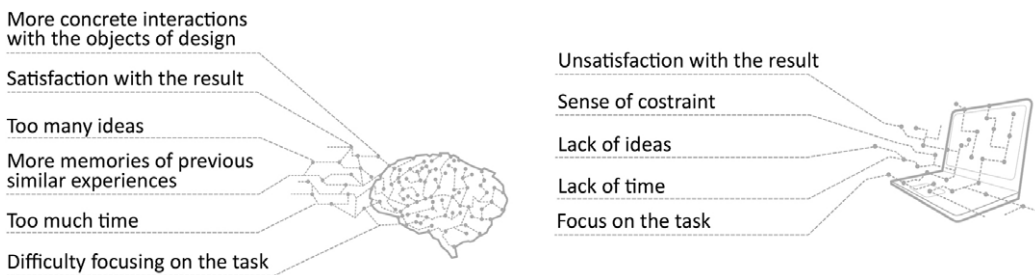 More concrete interactions
with the objects of design
Satisfaction with the result
Too many ideas
More memories of previous
similar experiences
Too much time
Difficulty focusing on the task
Unsatisfaction with the result
Sense of costraint
Lack of ideas
Lack of time
Focus on the task